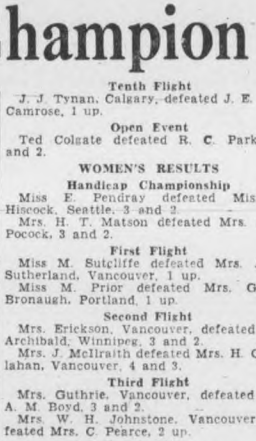 hampion
Tenth Flight
J. J. Tynan, Calgary, defeated J. E.
Camrose, 1 up.
Open Event
Ted Colgate defeated R. C. Park
and 2.
WOMEN'S RESULTS
Handicap Championship
Miss E. Pendray defeated Mis
Hiscock, Seattle, 3 and 2.
Mrs. H. T. Matson defeated Mrs.
Pocock, 3 and 2.
First Flight
Miss M. Sutcliffe defeated Mrs.
Sutherland, Vancouver, 1 up.
Miss M. Prior defeated Mrs. G
Bronaugh, Portland, 1 up.
Second Flight
Mrs. Erickson, Vancouver, defeated
Archibald, Winnipeg, 3 and 2.
Mrs. J. McIlraith defeated Mrs. H. C
lahan, Vancouver, 4 and 3.
Third Flight
Mrs. Guthrie, Vancouver, defeated
A. M. Boyd, 3 and 2.
Mrs. W. H. Johnstone, Vancouver
feated Mrs. C. Pearce, 2 up.